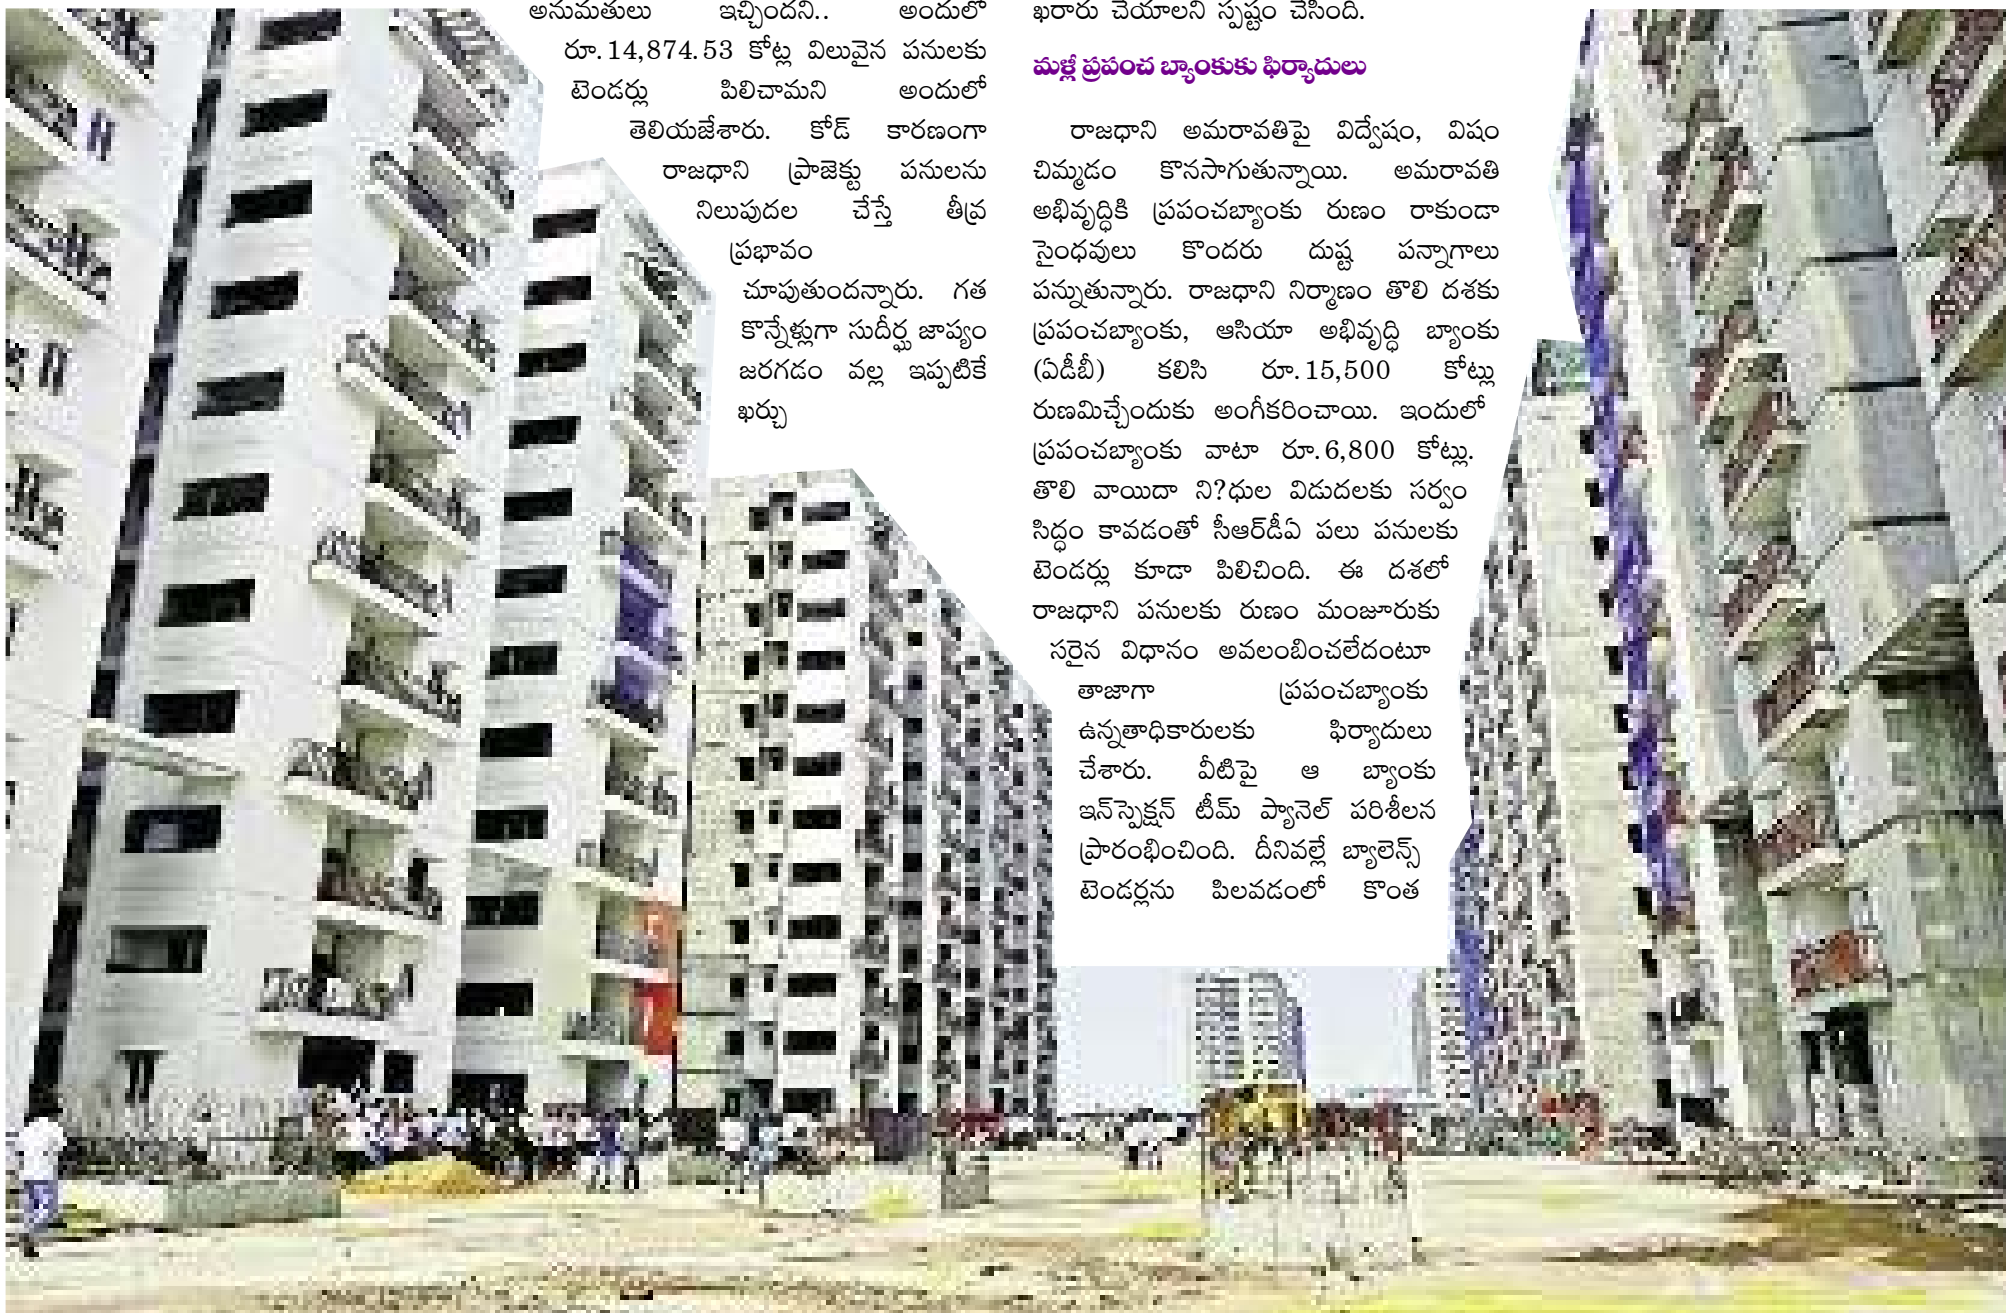 అనుమతులు ఇచ్చిందని.. అందులో
రూ.14,874.53 కోట్ల విలువైన పనులకు
టెండర్లు పిలిచామని అందులో
తెలియజేశారు. కోడ్ కారణంగా
రాజధాని ప్రాజెక్టు పనులను
నిలుపుదల చేస్తే తీవ్ర
ప్రభావం
చూపుతుందన్నారు. గత
కొన్నేళ్లుగా సుదీర్ఘ జాప్యం
జరగడం వల్ల ఇప్పటికే
ఖర్చు
ఖరారు చేయాలని స్పష్టం చేసింది.
మళ్లీ ప్రపంచ బ్యాంకుకు ఫిర్యాదులు
రాజధాని అమరావతిపై విద్వేషం, విషం
చిమ్మడం కొనసాగుతున్నాయి. అమరావతి
అభివృద్ధికి ప్రపంచబ్యాంకు రుణం రాకుండా
సైంధవులు కొందరు దుష్ట పన్నాగాలు
పన్నుతున్నారు. రాజధాని నిర్మాణం తొలి దశకు
ప్రపంచబ్యాంకు, ఆసియా అభివృద్ధి బ్యాంకు
(ఏడీబీ) కలిసి రూ.15,500 కోట్లు
రుణమిచ్చేందుకు అంగీకరించాయి. ఇందులో
ప్రపంచబ్యాంకు వాటా రూ.6,800 కోట్లు.
తొలి వాయిదా ని?ధుల విడుదలకు సర్వం
సిద్ధం కావడంతో సీఆర్‌డీఏ పలు పనులకు
టెండర్లు కూడా పిలిచింది. ఈ దశలో
రాజధాని పనులకు రుణం మంజూరుకు
సరైన విధానం అవలంబించలేదంటూ
తాజాగా ప్రపంచబ్యాంకు
ఉన్నతాధికారులకు ఫిర్యాదులు
చేశారు. వీటిపై ఆ బ్యాంకు
ఇన్‌స్పెక్షన్ టీమ్ ప్యానెల్ పరిశీలన
ప్రారంభించింది. దీనివల్లే బ్యాలెన్స్
టెండర్లను పిలవడంలో కొంత